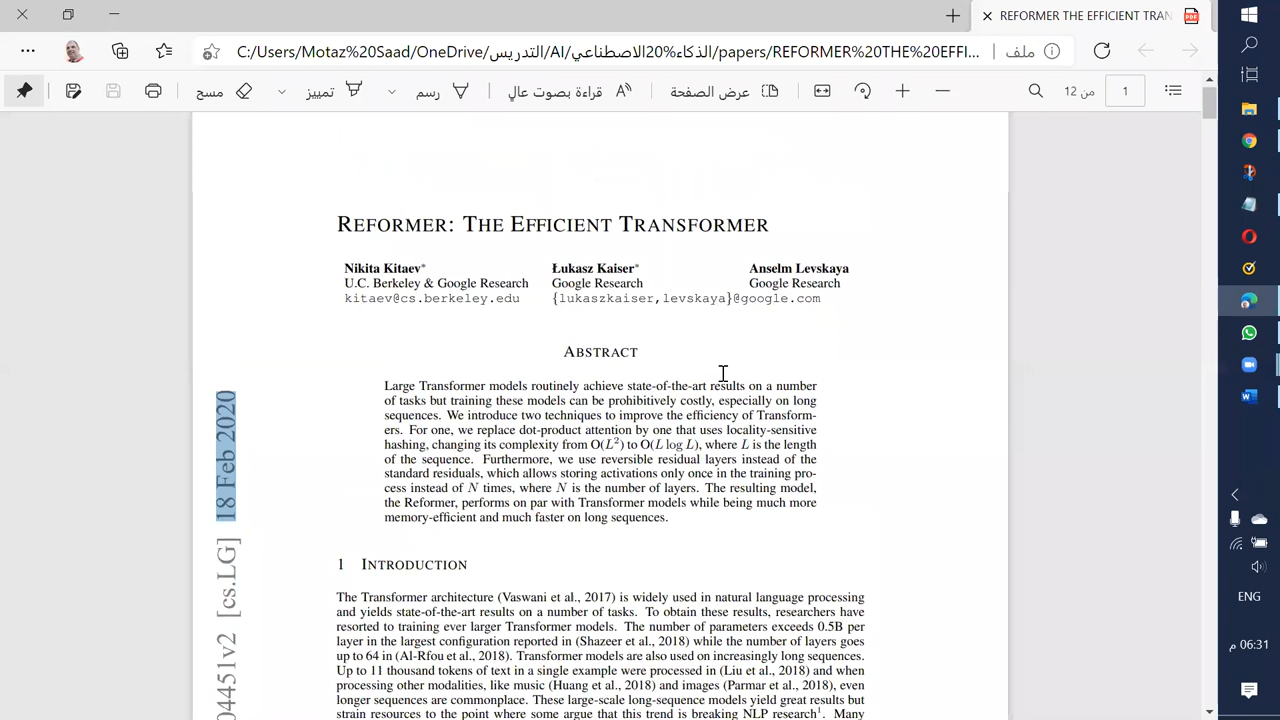 REFORMER THE EFFICIENT TRAN
PDF
ملف
C:/Users/Motaz%20Saad/OneDrive/التدريس/AI/الذكاء%20الاصطناعي/papers/REFORMER%20THE%20EFFI...
1
من 12
عرض الصفحة
قراءة بصوت عال
رسم
تمييز
مسح
REFORMER: THE EFFICIENT TRANSFORMER
Nikita Kitaev*
Łukasz Kaiser*
Anselm Levskaya
U.C. Berkeley & Google Research
Google Research
Google Research
kitaev@cs.berkeley.edu
{lukaszkaiser,levskaya}@google.com
ABSTRACT
Large Transformer models routinely achieve state-of-the-art results on a number
of tasks but training these models can be prohibitively costly, especially on long
sequences. We introduce two techniques to improve the efficiency of Transform-
ers. For one, we replace dot-product attention by one that uses locality-sensitive
hashing, changing its complexity from O(L²) to O(L log L), where L is the length
of the sequence. Furthermore, we use reversible residual layers instead of the
standard residuals, which allows storing activations only once in the training pro-
cess instead of N times, where N is the number of layers. The resulting model,
the Reformer, performs on par with Transformer models while being much more
memory-efficient and much faster on long sequences.
1 INTRODUCTION
The Transformer architecture (Vaswani et al., 2017) is widely used in natural language processing
and yields state-of-the-art results on a number of tasks. To obtain these results, researchers have
resorted to training ever larger Transformer models. The number of parameters exceeds 0.5B per
layer in the largest configuration reported in (Shazeer et al., 2018) while the number of layers goes
up to 64 in (Al-Rfou et al., 2018). Transformer models are also used on increasingly long sequences.
Up to 11 thousand tokens of text in a single example were processed in (Liu et al., 2018) and when
processing other modalities, like music (Huang et al., 2018) and images (Parmar et al., 2018), even
longer sequences are commonplace. These large-scale long-sequence models yield great results but
strain resources to the point where some argue that this trend is breaking NLP research¹. Many
04451v2 [cs.LG] 18 Feb 2020
ENG
06:31 م